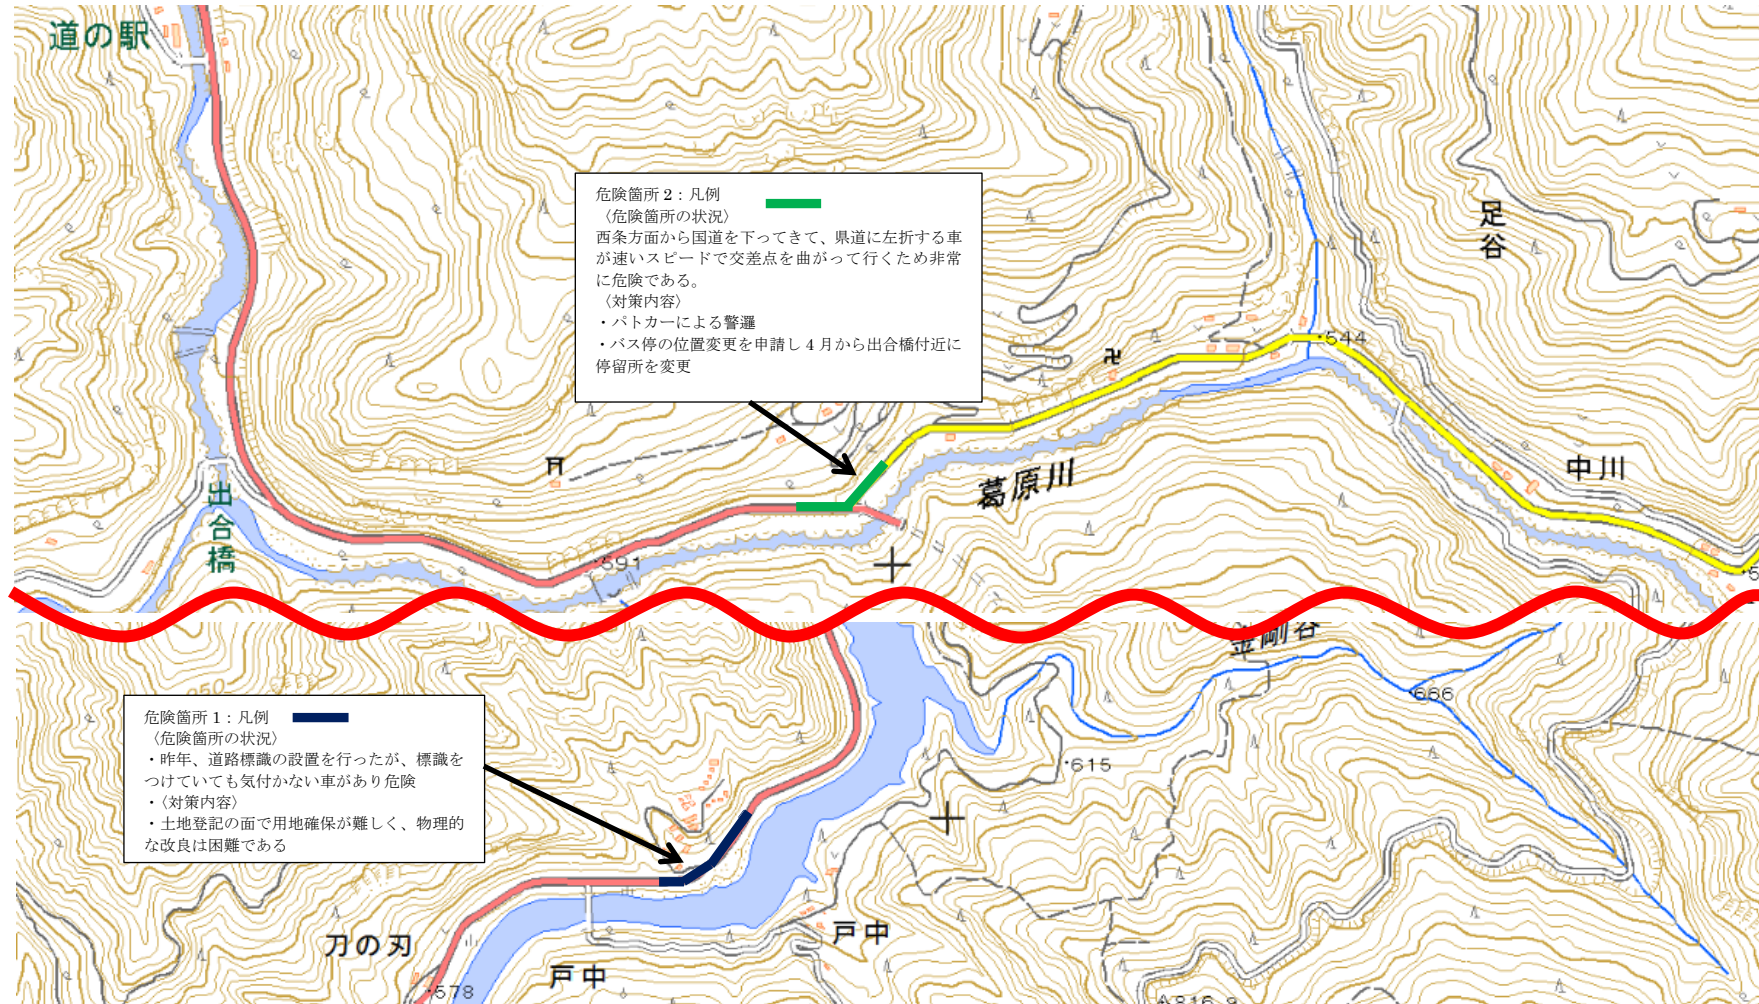 道の駅
危険箇所2：凡例
〈危険箇所の状況〉
西条方面から国道を下ってきて、県道に左折する車
が速いスピードで交差点を曲がって行くため非常
に危険である。
〈対策内容〉
・パトカーによる警邏
・バス停の位置変更を申請し4月から出合橋付近に
停留所を変更
足谷
・544
卍
中川
葛原川
出合橋
・591
金剛谷
・666
・615
危険箇所1：凡例
〈危険箇所の状況〉
・昨年、道路標識の設置を行ったが、標識を
つけていても気付かない車があり危険
・〈対策内容〉
・土地登記の面で用地確保が難しく、物理的
な改良は困難である
刀の刃
戸中
戸中
・578